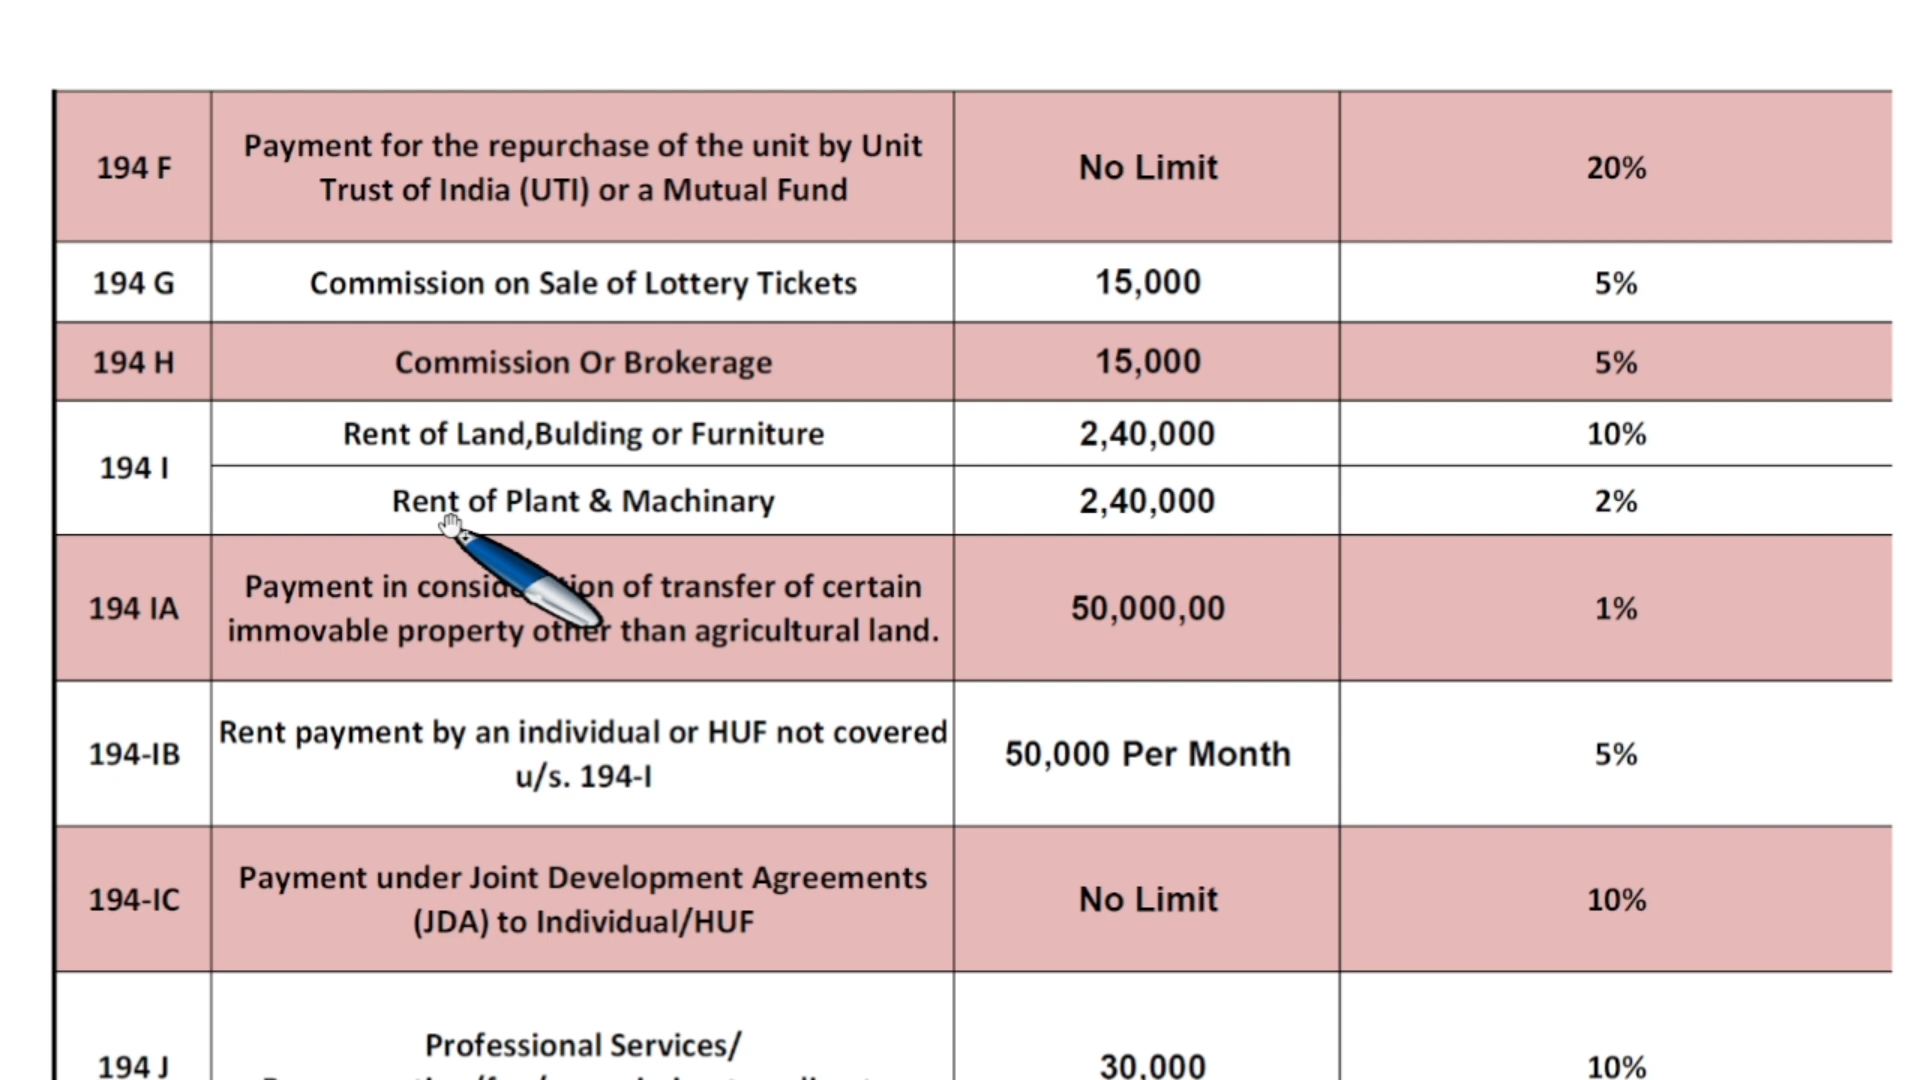 194 F
Payment for the repurchase of the unit by Unit
Trust of India (UTI) or a Mutual Fund
No Limit
20%
194 G
Commission on Sale of Lottery Tickets
15,000
5%
194 H
Commission Or Brokerage
15,000
5%
194 I
Rent of Land,Bulding or Furniture
2,40,000
10%
Rent of Plant & Machinary
2,40,000
2%
194 IA
Payment in of transfer of certain
immovable property other than agricultural land.
50,000,00
1%
194-IB
Rent payment by an individual or HUF not covered
u/s. 194-I
50,000 Per Month
5%
194-IC
Payment under Joint Development Agreements
(JDA) to Individual/HUF
No Limit
10%
194 J
Professional Services/
30,000
10%